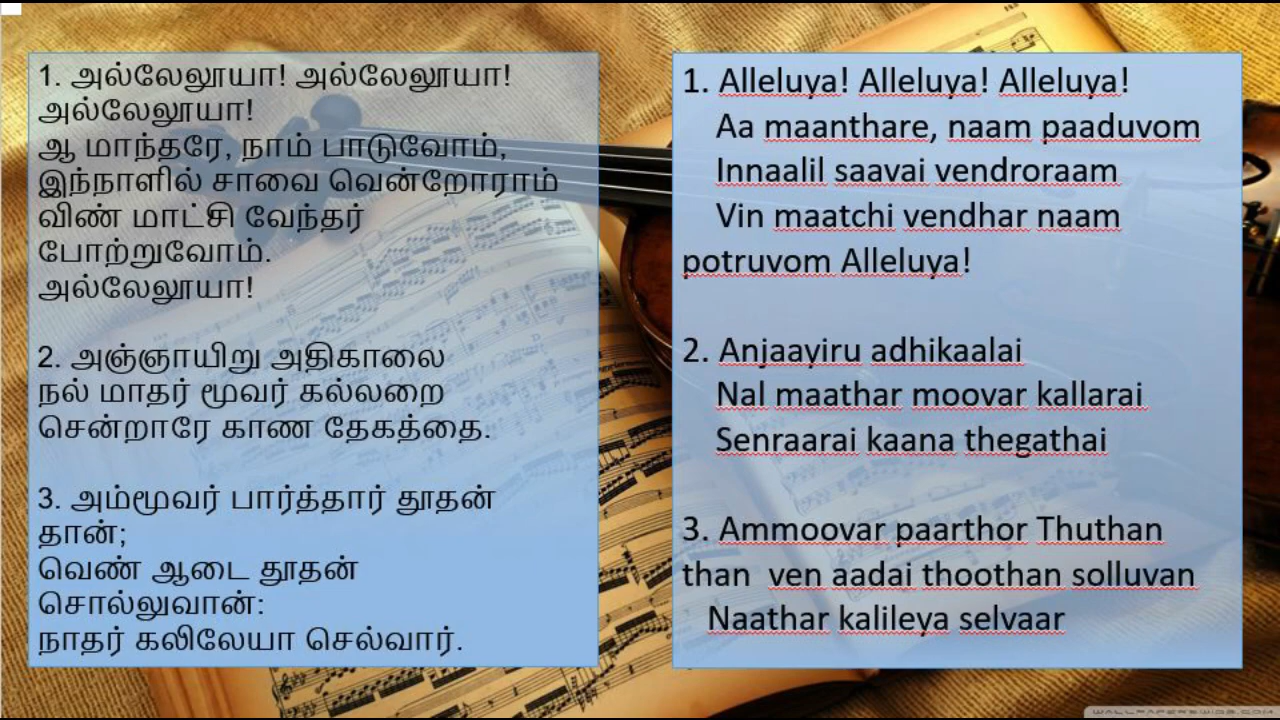 1. அல்லேலூயா! அல்லேலூயா!
அல்லேலூயா!
ஆ மாந்தரே, நாம் பாடுவோம்,
இந்நாளில் சாவை வென்றோராம்
விண் மாட்சி வேந்தர்
போற்றுவோம்.
அல்லேலூயா!
2. அஞ்ஞாயிறு அதிகாலை
நல் மாதர் மூவர் கல்லறை
சென்றாரே காண தேகத்தை.
3. அம்மூவர் பார்த்தார் தூதன்
தான்;
வெண் ஆடை தூதன்
சொல்லுவான்:
நாதர் கலிலேயா செல்வார்.
1. Alleluya! Alleluya! Alleluya!
Aa maanthare, naam paaduvom
Innaalil saavai vendroraam
Vin maatchi vendhar naam
potruvom Alleluya!
2. Anjaayiru adhikaalai
Nal maathar moovar kallarai
Senraarai kaana thegathai
3. Ammoovar paarthor Thuthan
than ven aadai thoothan solluvan
Naathar kalileya selvaar
WALLPAPERSWIDE.COM